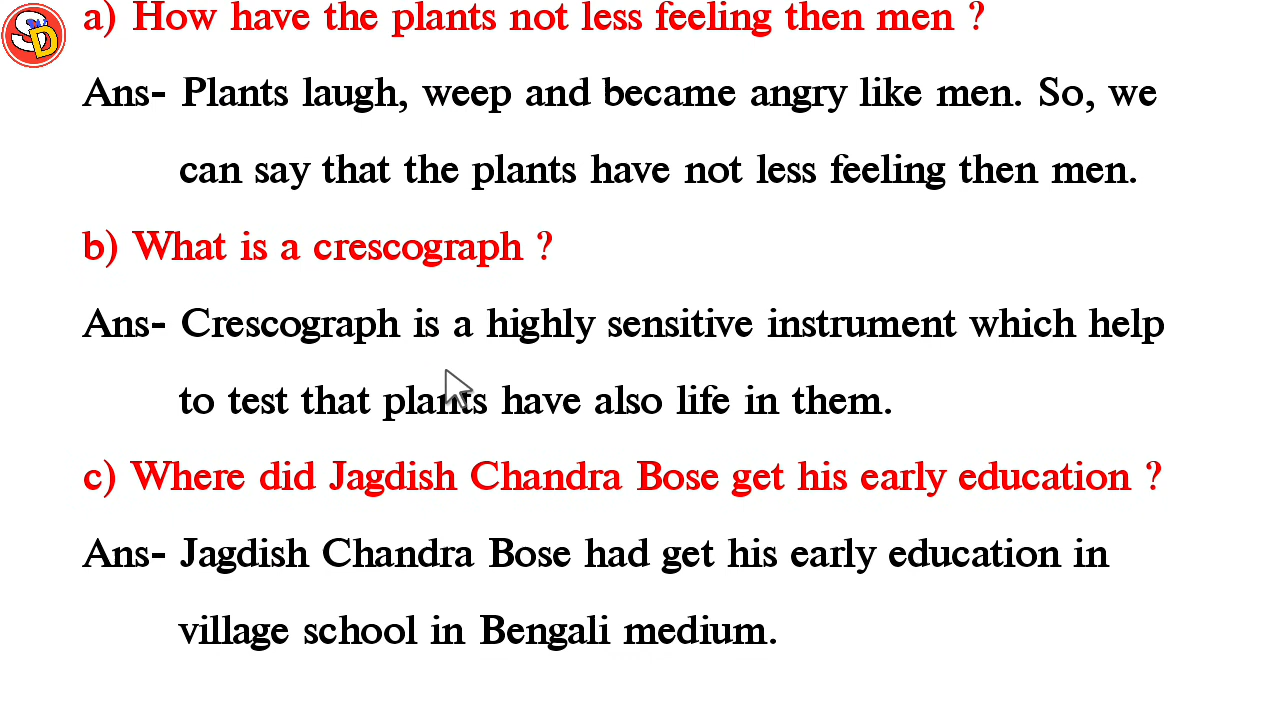 a) How have the plants not less feeling then men ?
Ans- Plants laugh, weep and became angry like men. So, we
can say that the plants have not less feeling then men.
b) What is a crescograph ?
Ans- Crescograph is a highly sensitive instrument which help
to test that plants have also life in them.
c) Where did Jagdish Chandra Bose get his early education ?
Ans- Jagdish Chandra Bose had get his early education in
village school in Bengali medium.